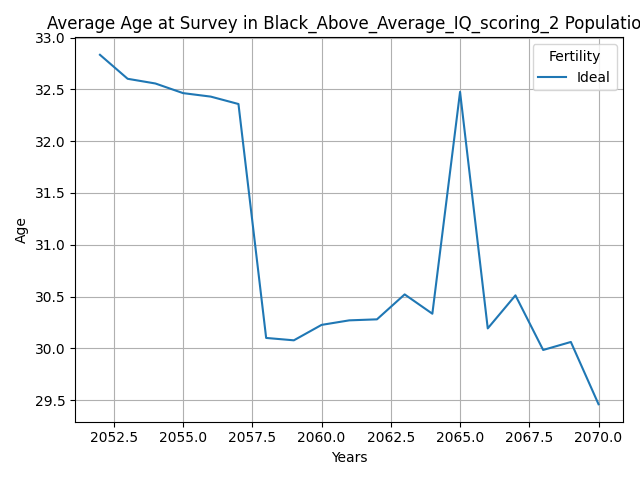 Average Age at Survey in Black_Above_Average_IQ_scoring_2 Populatio
33.0
32.5
32.0
31.5
31.0
30.5
30.0
29.5
Age
Fertility
Ideal
2052.5 2055.0 2057.5 2060.0 2062.5 2065.0 2067.5 2070.0
Years